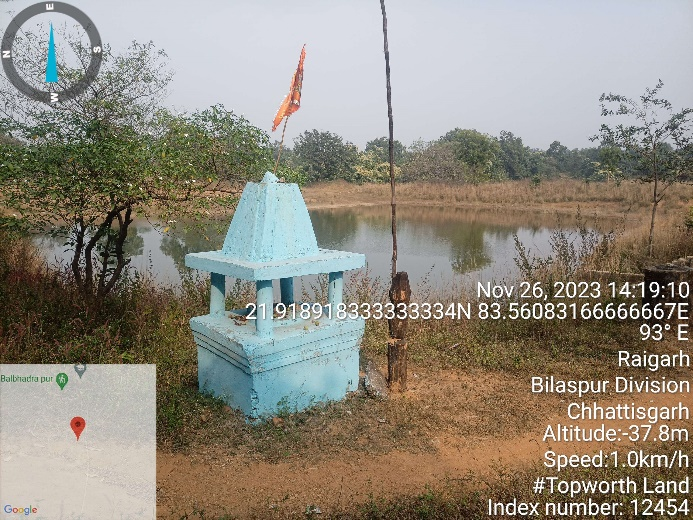 E
N
S
W
Nov 26, 2023 14:19:10
21.918918333333334N 83.56083166666667E
93° E
Raigarh
Bilaspur Division
Chhattisgarh
Altitude:-37.8m
Speed:1.0km/h
#Topworth Land
Index number: 12454
Balbhadra pur
Google